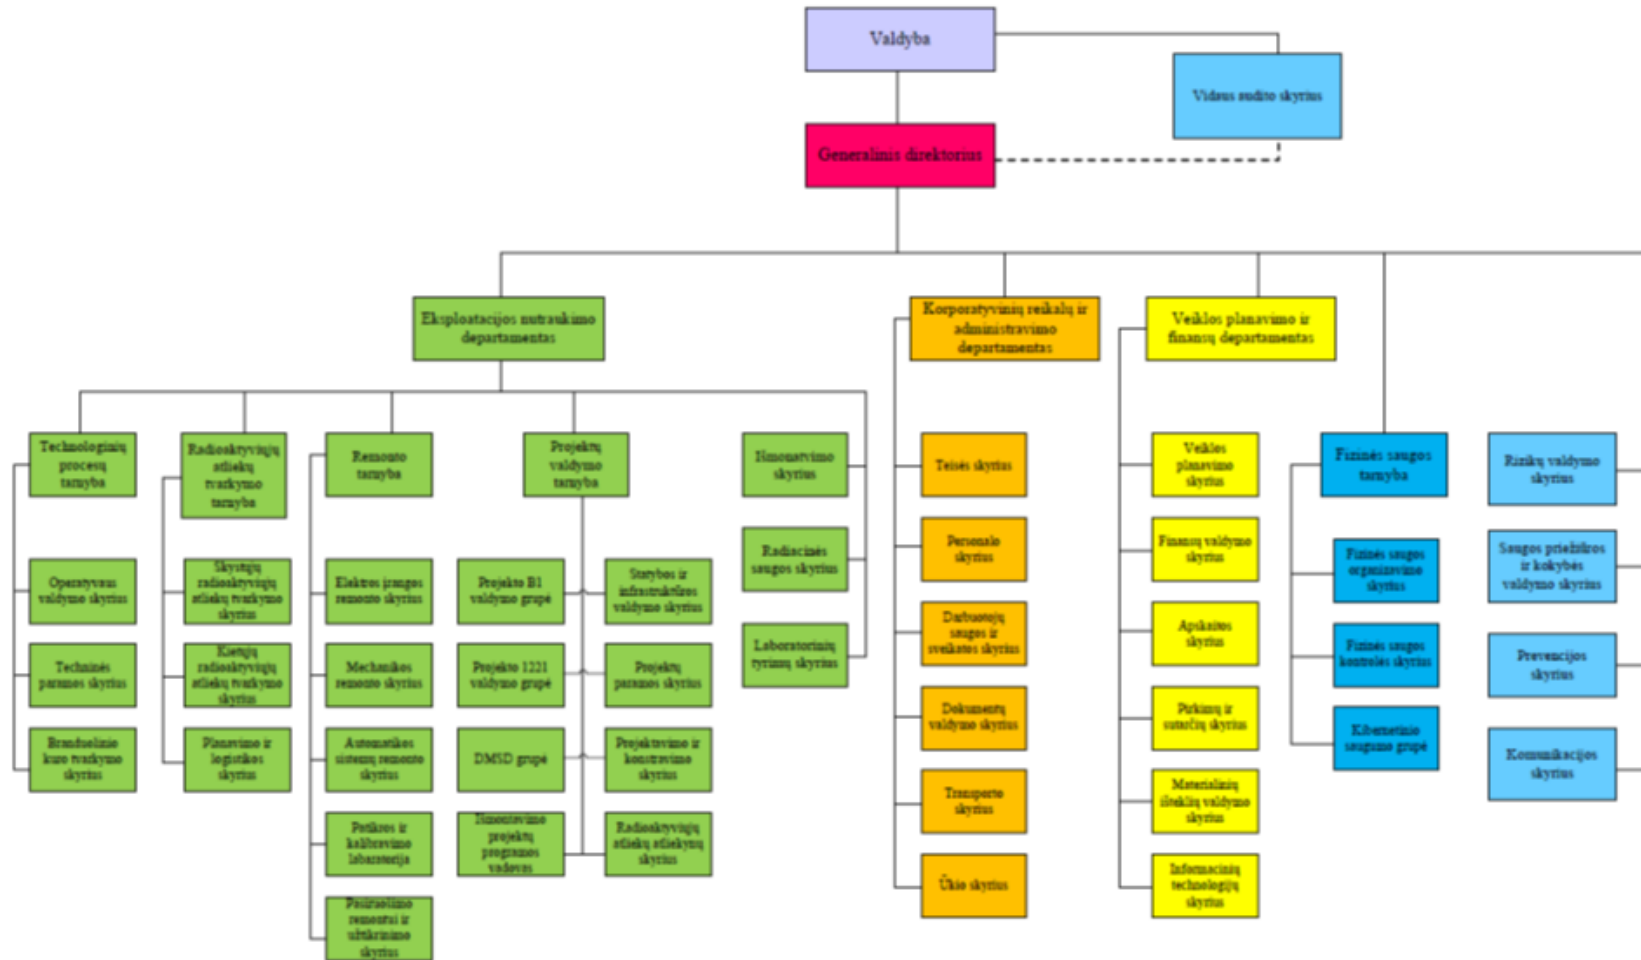 Valdyba
Vidaus audito skyrius
Generalinis direktorius
Eksploatacijos nutraukimo
departamentas
Korporatyvinių reikalų ir
administravimo
departamentas
Veiklos planavimo ir
finansų departamentas
Technologinių
procesų
tarnyba
Radioaktyviųjų
atliekų
tvarkymo
tarnyba
Remonto
tarnyba
Projektų
valdymo
tarnyba
Išmontavimo
skyrius
Radiacinės
saugos skyrius
Laboratorinių
tyrimų skyrius
Operatyvaus
valdymo skyrius
Techninės
paramos skyrius
Branduolinio
kuro tvarkymo
skyrius
Skystųjų
radioaktyviųjų
atliekų tvarkymo
skyrius
Kietųjų
radioaktyviųjų
atliekų tvarkymo
skyrius
Planavimo ir
logistikos
skyrius
Elektros įrangos
remonto skyrius
Mechanikos
remonto skyrius
Automatikos
sistemų remonto
skyrius
Patikros ir
kalibravimo
laboratorija
remontui ir
užtikrinimo
skyrius
Projekto B1
valdymo grupė
Projekto 1221
valdymo grupė
DMSD grupė
Išmontavimo
projektų
programos
vadovas
Statybos ir
infrastruktūros
valdymo skyrius
Projektų
paramos skyrius
Projektavimo ir
konstravimo
skyrius
Radioaktyviųjų
atliekų atliekynų
skyrius
Teisės skyrius
Personalo
skyrius
Darbuotojų
saugos ir
sveikatos skyrius
Dokumentų
valdymo skyrius
Transporto
skyrius
Ūkio skyrius
Veiklos
planavimo
skyrius
Finansų valdymo
skyrius
Apskaitos
skyrius
Pirkimų ir
sutarčių skyrius
Materialinių
išteklių valdymo
skyrius
Informacinių
technologijų
skyrius
Fizinės saugos
tarnyba
Fizinės saugos
organizavimo
skyrius
Fizinės saugos
kontrolės skyrius
Kibernetinio
saugumo grupė
Rizikų valdymo
skyrius
Saugos priežiūros
ir kokybės
valdymo skyrius
Prevencijos
skyrius
Komunikacijos
skyrius